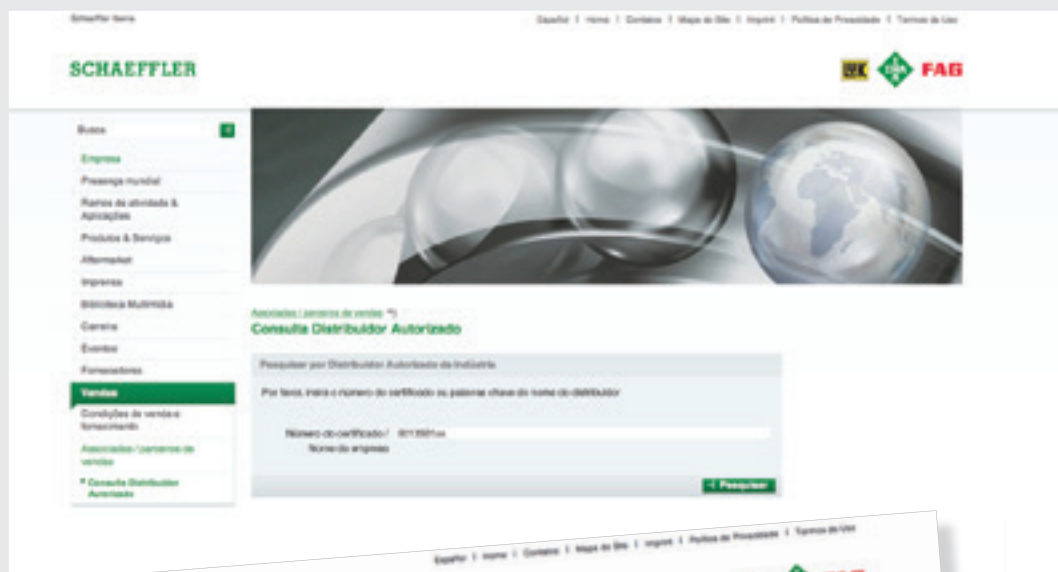 Schaeffler Iberia
Español | Home | Contatos | Mapa do Site | Imprint | Política de Privacidade | Termos de Uso
SCHAEFFLER
LUK INA FAG
Busca
Empresa
Presença mundial
Ramos de atividade &
Aplicações
Produtos & Serviços
Aftermarket
Imprensa
Biblioteca Multimídia
Carreira
Eventos
Fornecedores
Vendas
Condições de venda e
fornecimento
Associadas / parceiros de
vendas
Consulta Distribuidor
Autorizado
Associadas / parceiros de vendas
Consulta Distribuidor Autorizado
Pesquisar por Distribuidor Autorizado da Indústria
Por favor, insira o número do certificado ou palavras chave do nome do distribuidor
Número do certificado /
Nome da empresa
Pesquisar
Español | Home | Contatos | Mapa do Site | Imprint | Política de Privacidade | Termos de Uso